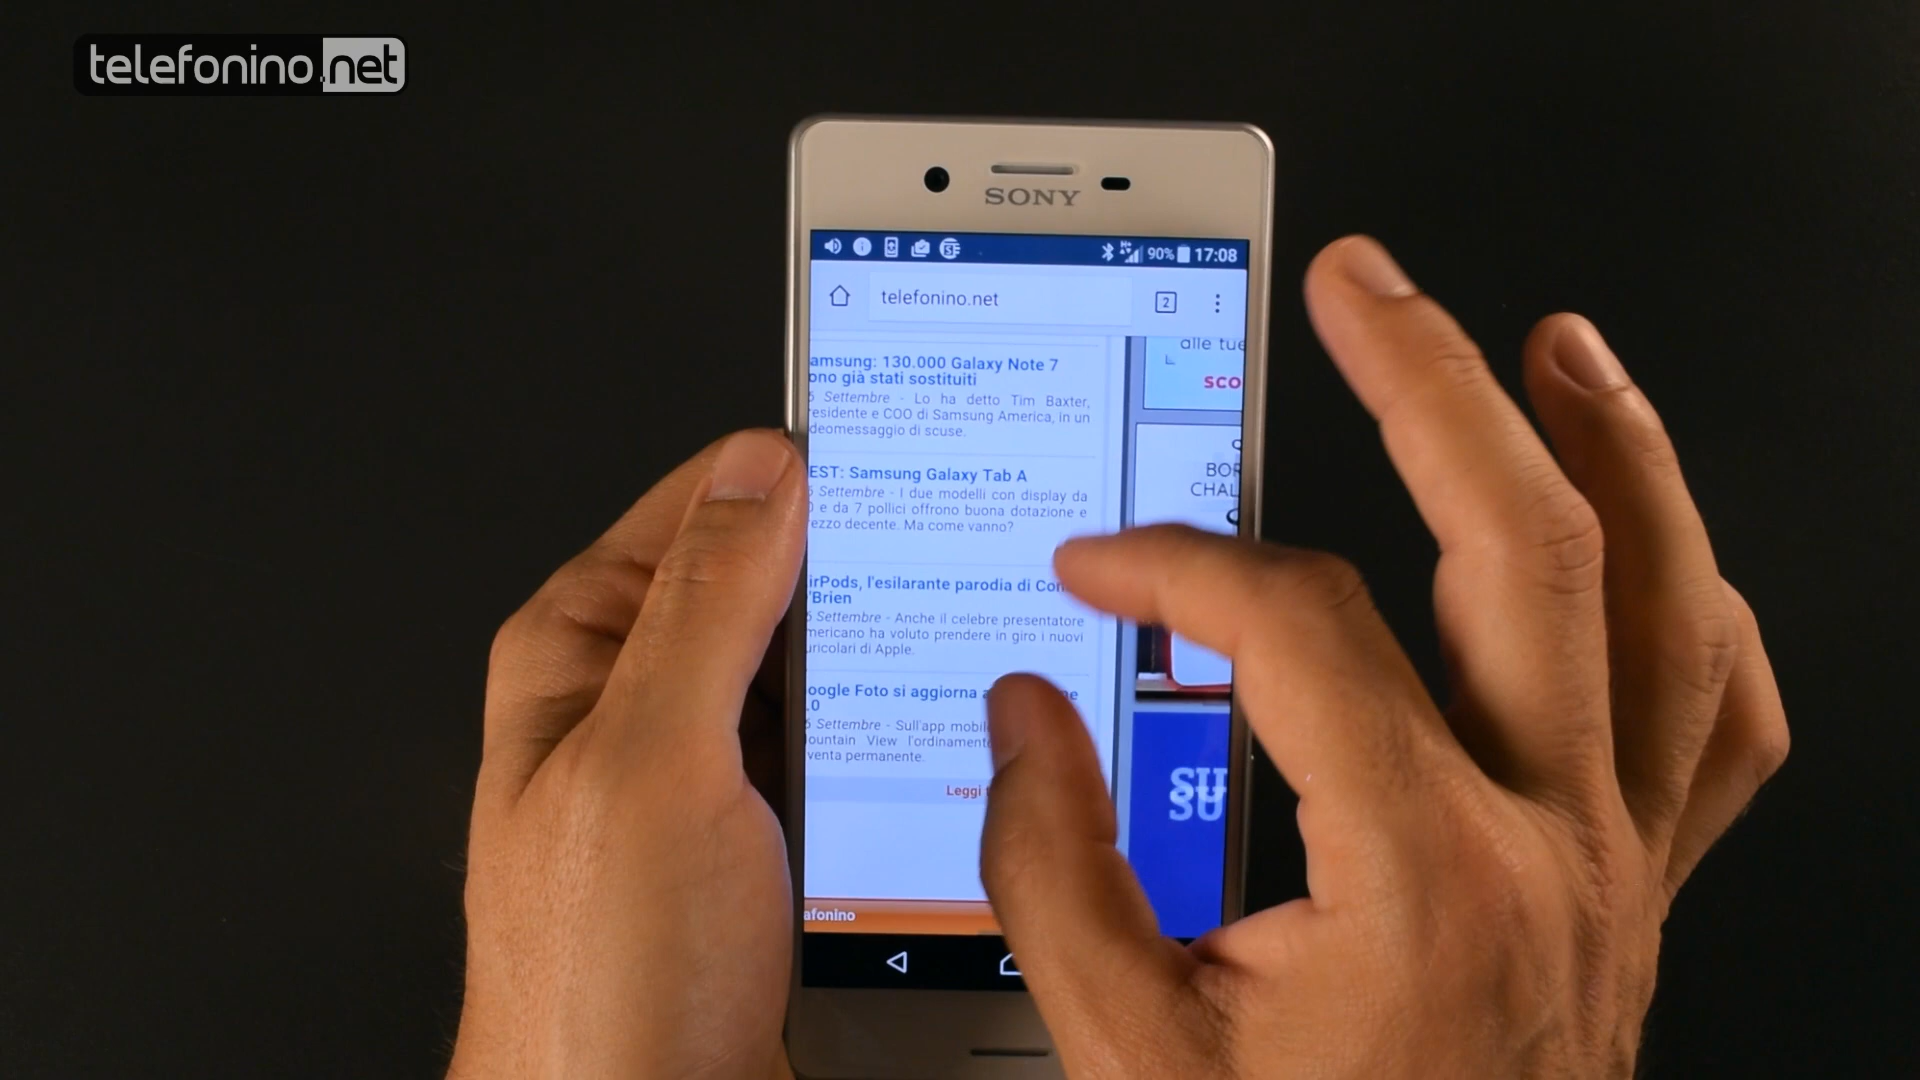 telefonino.net
SONY
90% 17:08
telefonino.net
2
amsung: 130.000 Galaxy Note 7
ono già stati sostituiti
Settembre - Lo ha detto Tim Baxter,
residente e COO di Samsung America, in un
deomessaggio di scuse.
EST: Samsung Galaxy Tab A
Settembre - I due modelli con display da
e da 7 pollici offrono buona dotazione e
rezzo decente. Ma come vanno?
irPods, l'esilarante parodia di Con
'Brien
Settembre - Anche il celebre presentatore
mericano ha voluto prendere in giro i nuovi
uricolari di Apple.
oogle Foto si aggiorna a ne
.0
Settembre - Sull'app mobil
ountain View l'ordinament
venta permanente.
Leggi t
afonino
alle tue
SCO
BOR
CHAL
SU
SU